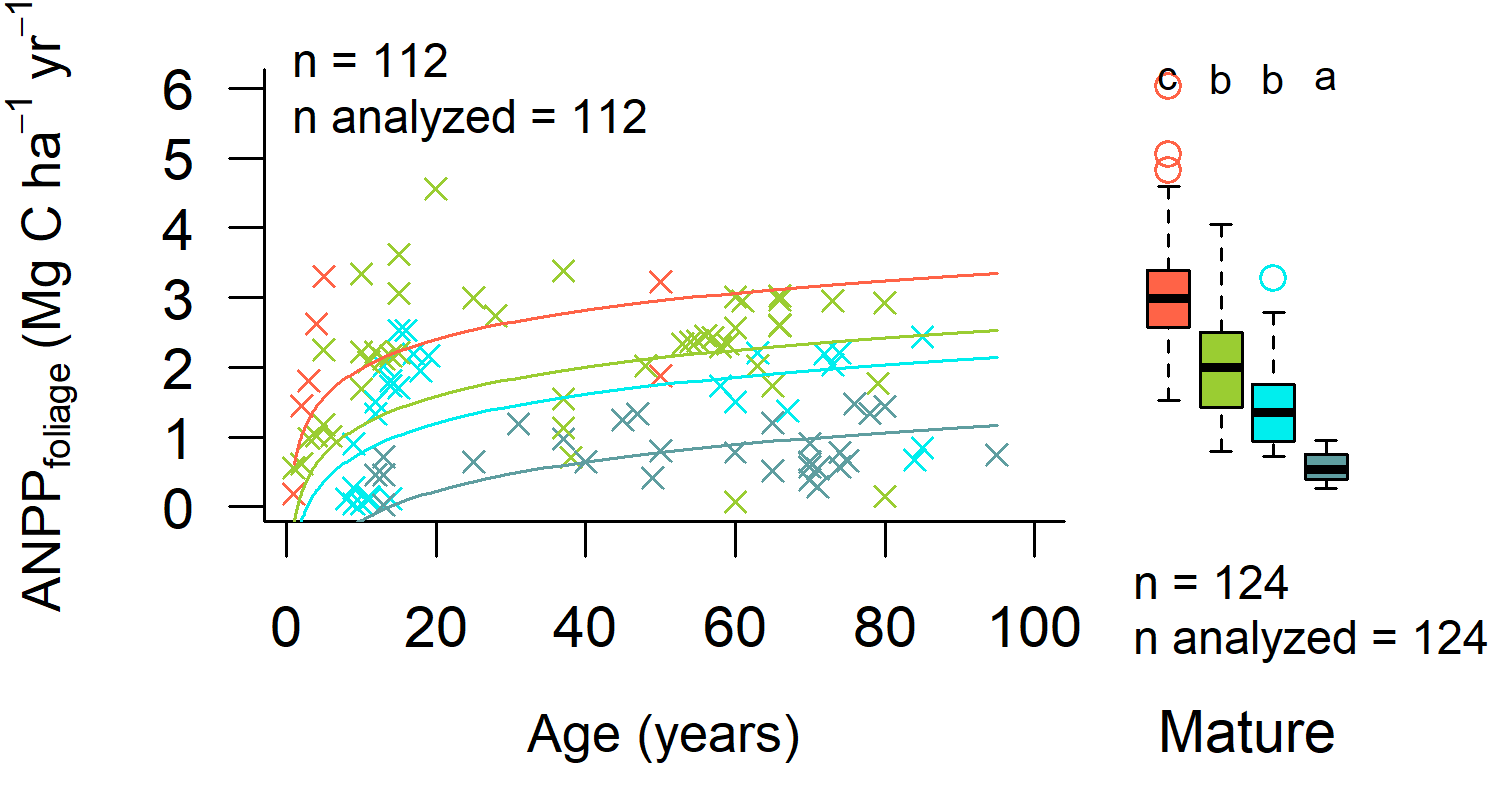 ANPPfoliage (Mg C ha−1 yr−1
n = 112
n analyzed = 112
6
5
4
3
2
1
0
0 20 40 60 80 100
Age (years)
c b b a
n = 124
n analyzed = 124
Mature